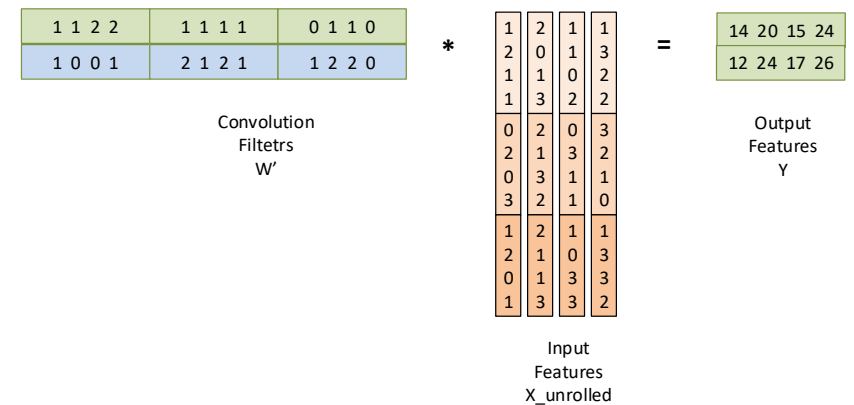 1 1 2 2 1 1 1 1 0 1 1 0
1 0 0 1 2 1 2 1 1 2 2 0
*
1 2 1 1
2 0 1 3
1 1 0 2
1 3 2 2
0 2 0 3
2 1 3 2
0 3 1 1
3 2 1 0
1 2 0 1
2 1 1 3
1 0 3 3
1 3 3 2
=
14 20 15 24
12 24 17 26
Convolution
Filtetrs
W’
Input
Features
X_unrolled
Output
Features
Y